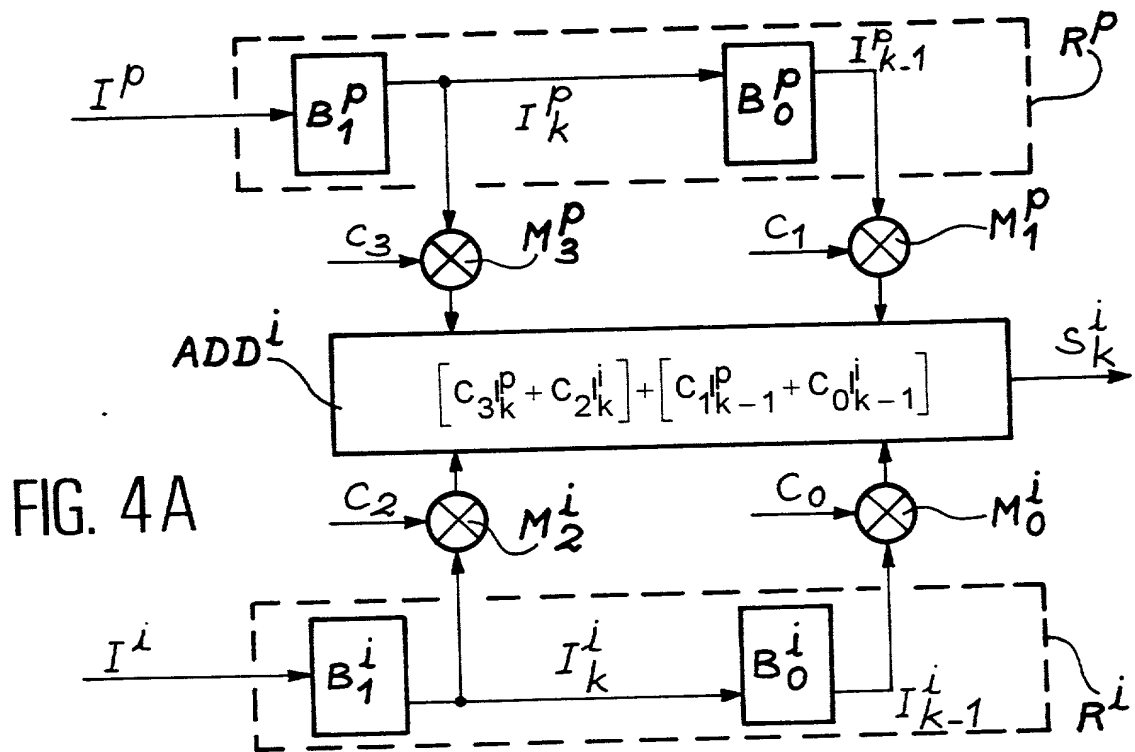 I^p
B_1^p
I_k^p
B_0^p
I_{k-1}^p
R^p
C_3
M_3^p
C_1
M_1^p
ADD^i
[C_3I_k^p + C_2I_k^i] + [C_1I_{k-1}^p + C_0I_{k-1}^i]
S_k^i
FIG. 4A
C_2
M_2^i
C_0
M_0^i
I^i
B_1^i
I_k^i
B_0^i
I_{k-1}^i
R^i